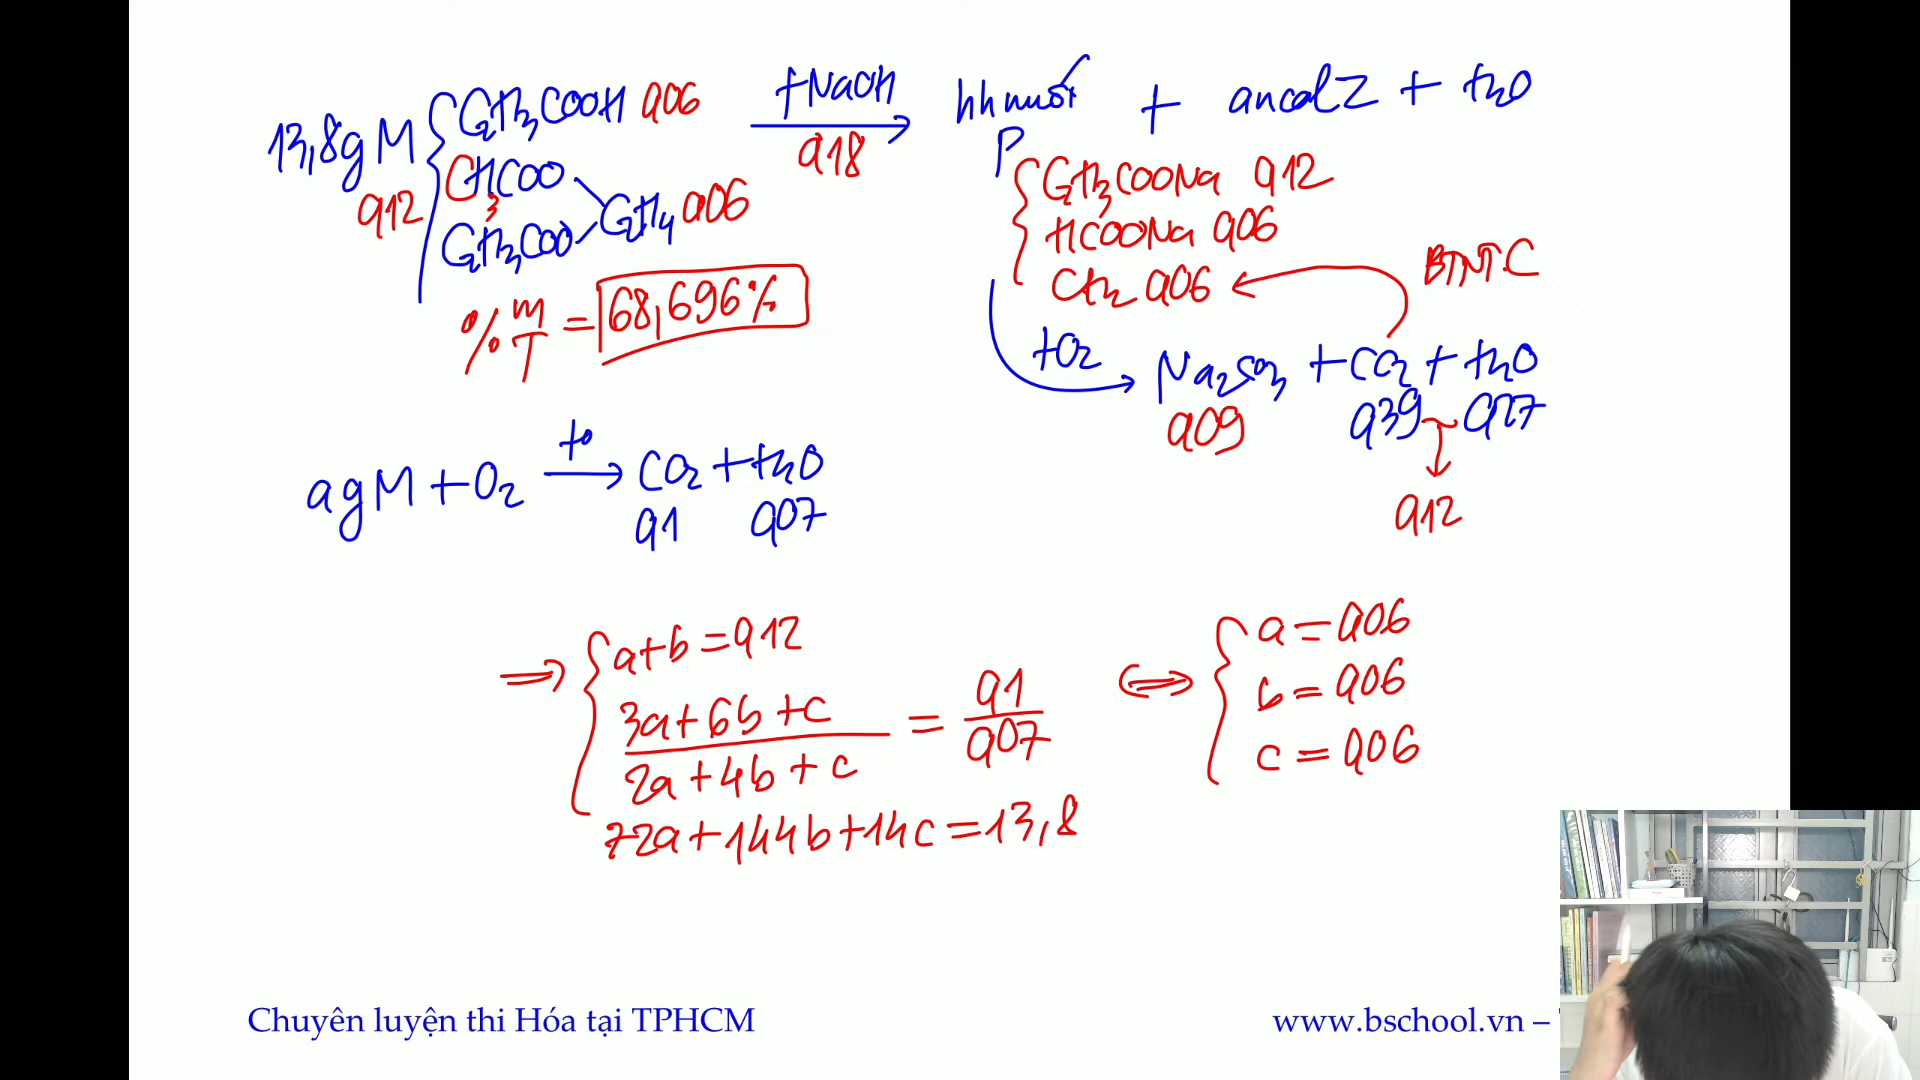 13,8g M { C2H3COOH 0,06 +NaOH hh muối + ancol Z + H2O
0,12 CH3COO 0,18 P { C2H3COONa 0,12
C2H3COO C2H4 0,06 HCOONa 0,06
CH2 0,06 BTNT.C
%mT = 68,696%
+O2 Na2CO3 + CO2 + H2O
0,09 0,39 0,27
0,12
a g M + O2 t° → CO2 + H2O
0,1 0,07
⇒ { a+b = 0,12 ⇔ { a = 0,06
(3a+6b+c)/(2a+4b+c) = 0,1/0,07 b = 0,06
72a+144b+14c = 13,8 c = 0,06
Chuyên luyện thi Hóa tại TPHCM
www.bschool.vn –